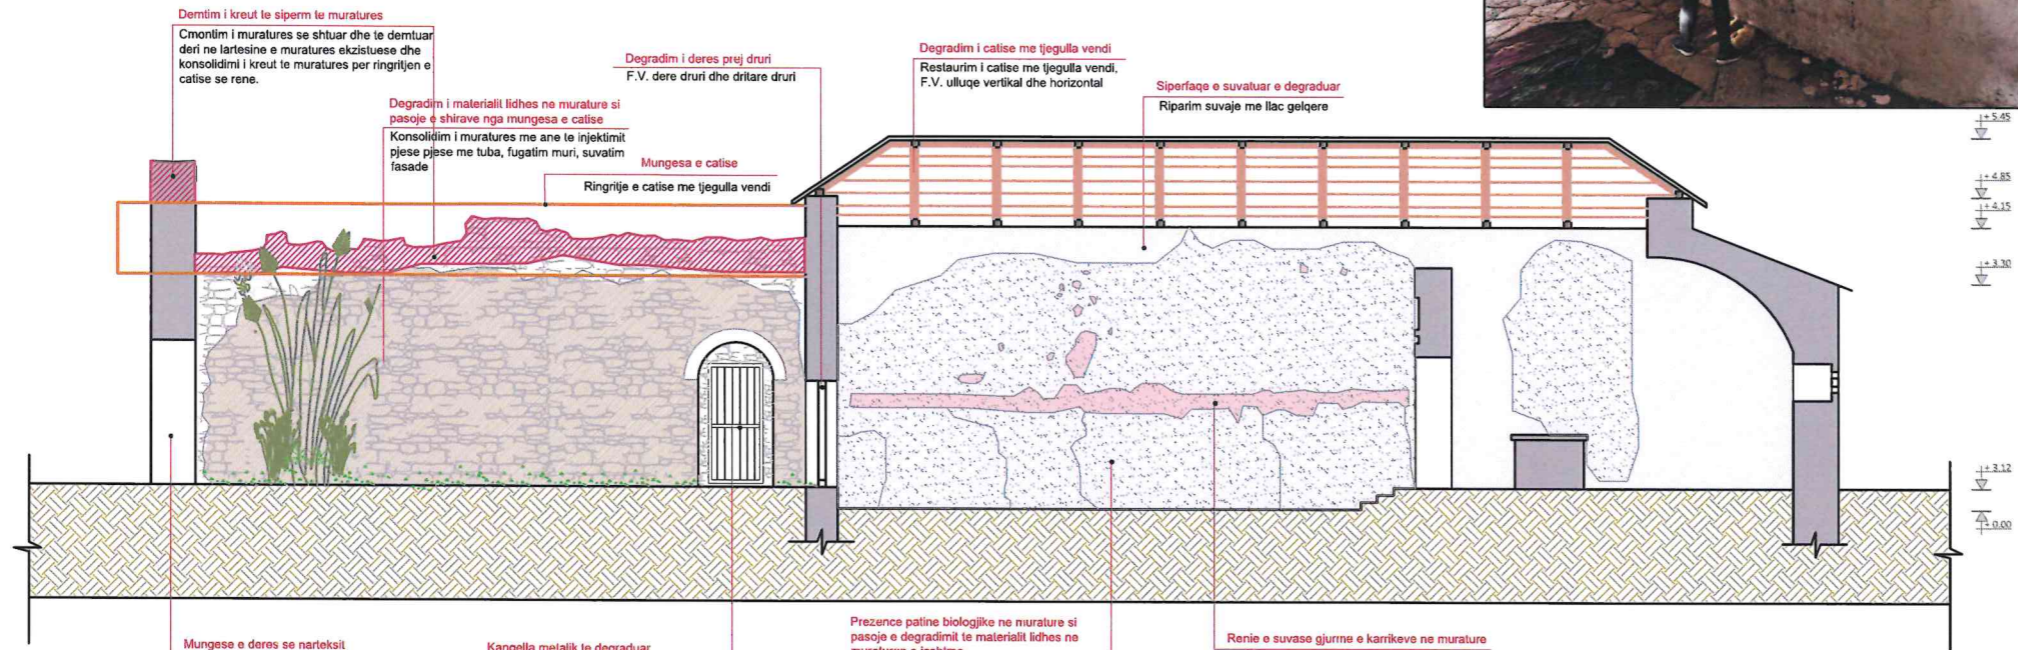 Demtim i kreut te siperm te muratures
Cmontim i muratures se shtuar dhe te demtuar
deri ne lartesine e muratures ekzistuese dhe
konsolidimi i kreut te muratures per ringritjen e
catise se rene.
Degradim i materialit lidhes ne murature si
pasoje e shirave nga mungesa e catise
Konsolidim i muratures me ane te injektimit
pjese pjese me tuba, fugatim muri, suvatim
fasade
Degradim i deres prej druri
F.V. dere druri dhe dritare druri
Mungesa e catise
Ringritje e catise me tjegulla vendi
Degradim i catise me tjegulla vendi
Restaurim i catise me tjegulla vendi,
F.V. ulluqe vertikal dhe horizontal
Siperfaqe e suvatuar e degraduar
Riparim suvaje me llac gelqere
+ 5.45
+ 4.85
+ 4.15
+ 3.30
+ 3.12
+ 0.00
Mungese e deres se narteksit
Kangella metalik te degraduar
Prezence patine biologjike ne murature si
pasoje e degradimit te materialit lidhes ne
Renie e suvase gjurme e karrikeve ne murature